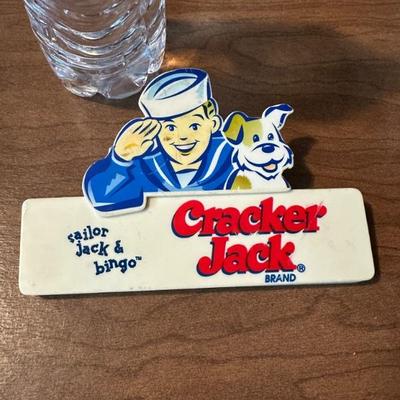 sailor
jack &
bingo™
Cracker
Jack®
BRAND